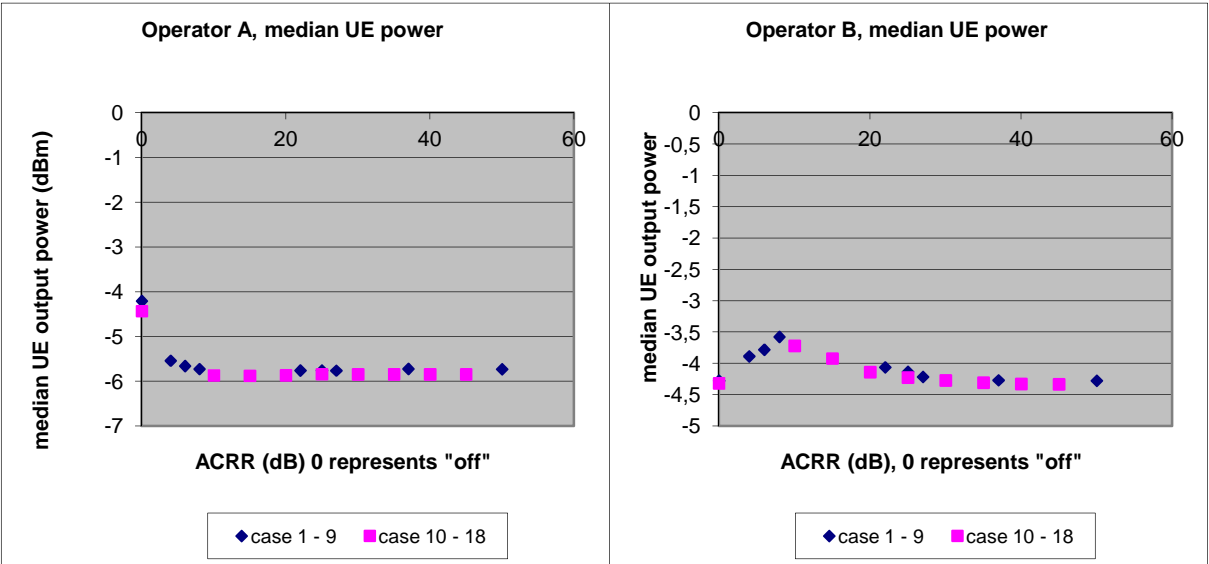 Operator A, median UE power
median UE output power (dBm)
0
-1
-2
-3
-4
-5
-6
-7
0
20
40
60
ACRR (dB) 0 represents "off"
case 1 - 9
case 10 - 18
Operator B, median UE power
median UE output power
0
-0,5
-1
-1,5
-2
-2,5
-3
-3,5
-4
-4,5
-5
0
20
40
60
ACRR (dB), 0 represents "off"
case 1 - 9
case 10 - 18